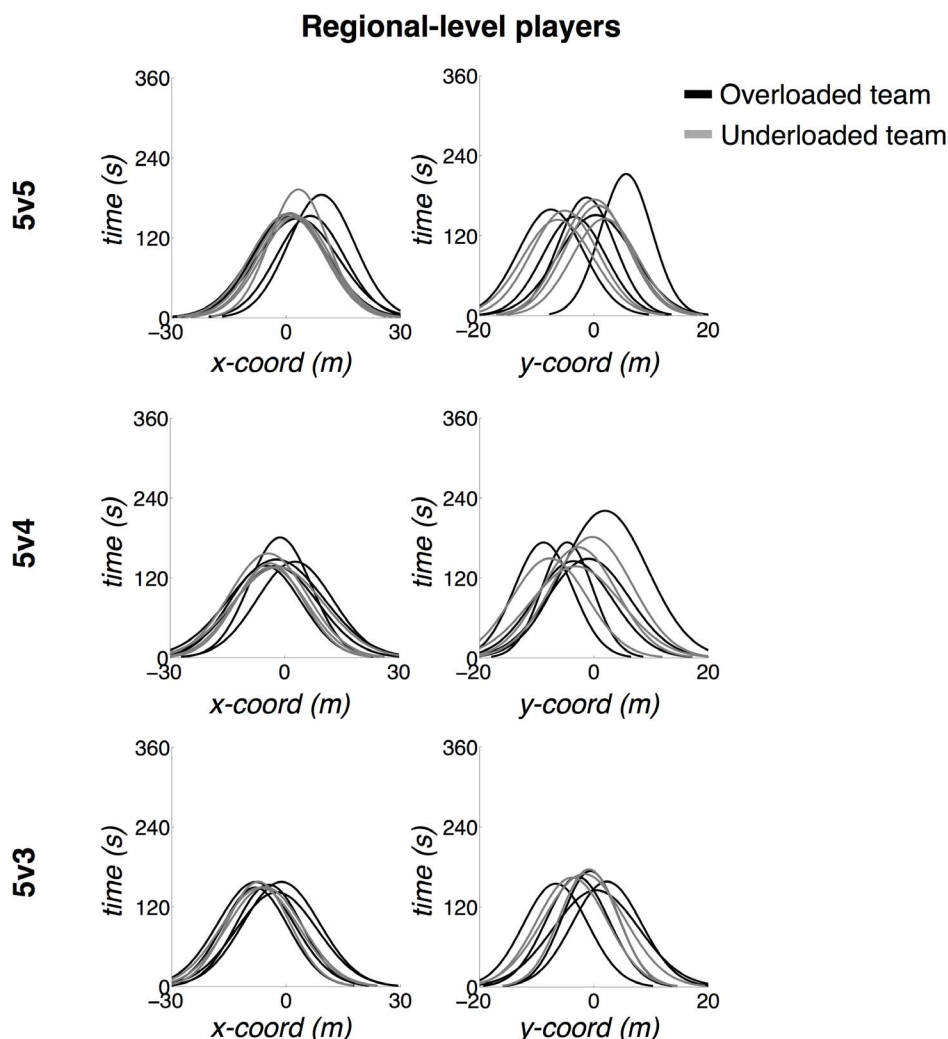 Regional-level players
Overloaded team
Underloaded team
5v5
time (s)
360
240
120
0
−30
0
30
x-coord (m)
time (s)
360
240
120
0
−20
0
20
y-coord (m)
5v4
time (s)
360
240
120
0
−30
0
30
x-coord (m)
time (s)
360
240
120
0
−20
0
20
y-coord (m)
5v3
time (s)
360
240
120
0
−30
0
30
x-coord (m)
time (s)
360
240
120
0
−20
0
20
y-coord (m)